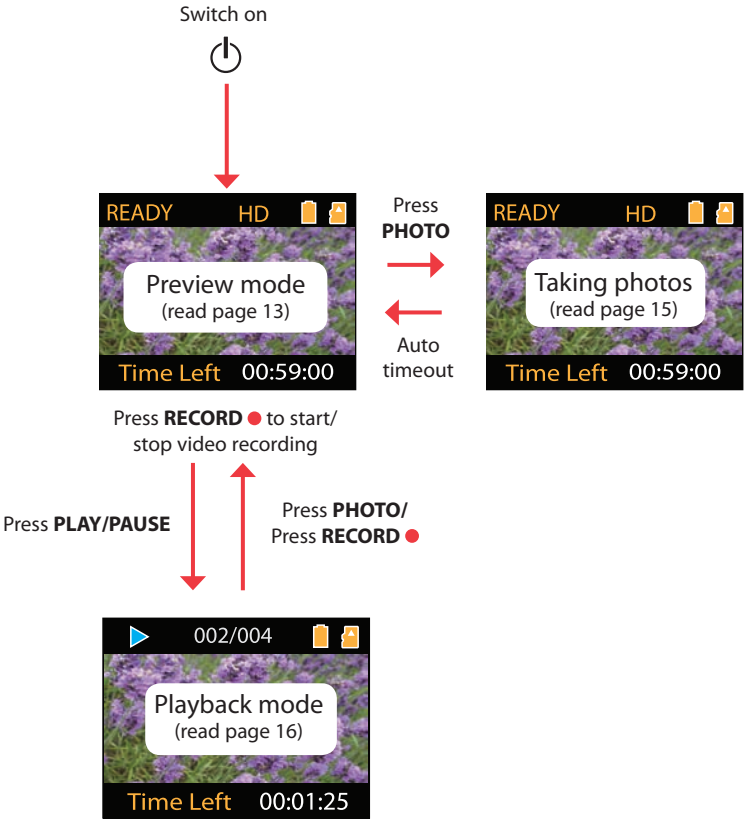 Switch on
READY HD
Preview mode
(read page 13)
Time Left 00:59:00
Press
PHOTO
Auto
timeout
READY HD
Taking photos
(read page 15)
Time Left 00:59:00
Press RECORD to start/
stop video recording
Press PLAY/PAUSE
Press PHOTO/
Press RECORD
002/004
Playback mode
(read page 16)
Time Left 00:01:25